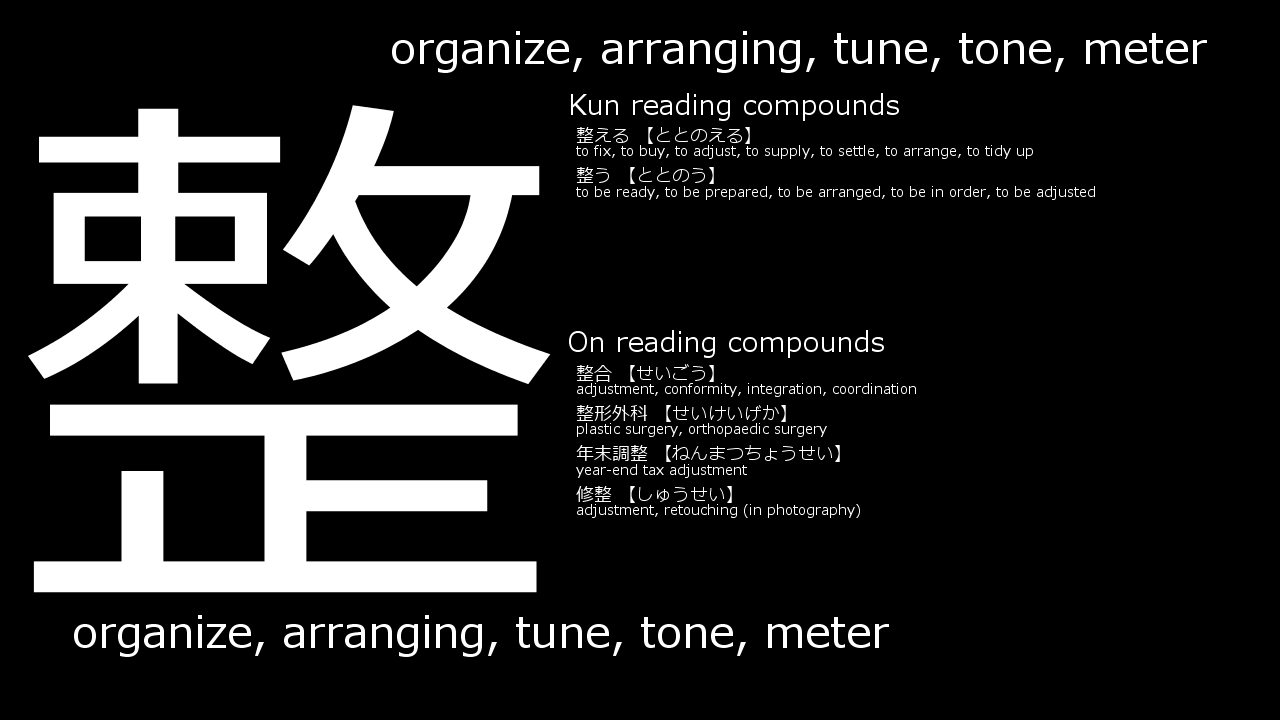 organize, arranging, tune, tone, meter
整
Kun reading compounds
整える 【ととのえる】
to fix, to buy, to adjust, to supply, to settle, to arrange, to tidy up
整う 【ととのう】
to be ready, to be prepared, to be arranged, to be in order, to be adjusted
On reading compounds
整合 【せいごう】
adjustment, conformity, integration, coordination
整形外科 【せいけいげか】
plastic surgery, orthopaedic surgery
年末調整 【ねんまつちょうせい】
year-end tax adjustment
修整 【しゅうせい】
adjustment, retouching (in photography)
organize, arranging, tune, tone, meter